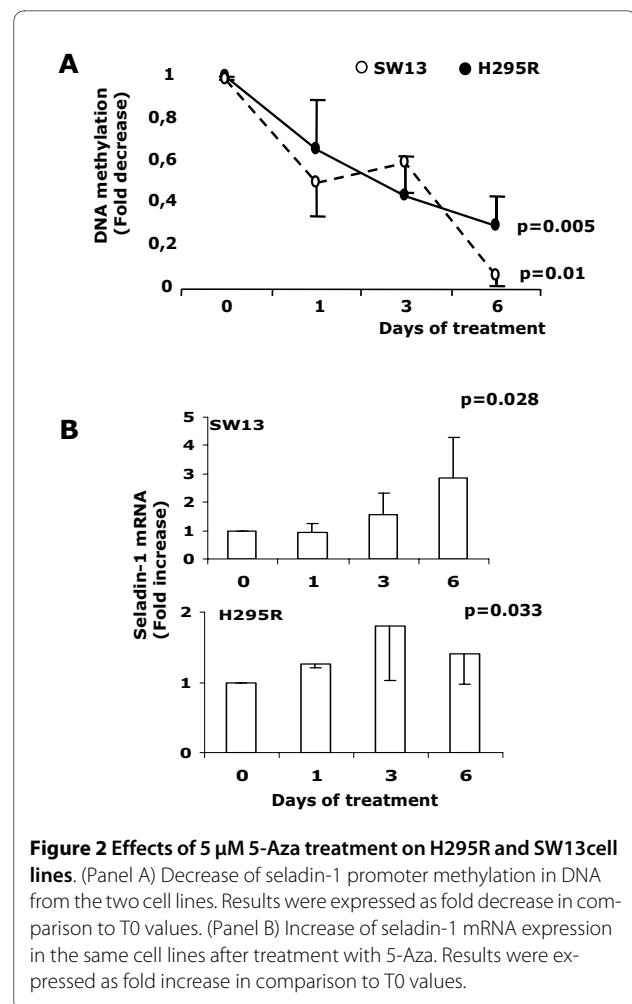 A
SW13 H295R
DNA methylation
(Fold decrease)
1
0,8
0,6
0,4
0,2
0
p=0.005
p=0.01
0 1 3 6
Days of treatment
B
p=0.028
SW13
Seladin-1 mRNA
(Fold increase)
5
4
3
2
1
0
0 1 3 6
p=0.033
H295R
2
1
0
0 1 3 6
Days of treatment
Figure 2 Effects of 5 μM 5-Aza treatment on H295R and SW13cell
lines. (Panel A) Decrease of seladin-1 promoter methylation in DNA
from the two cell lines. Results were expressed as fold decrease in com-
parison to T0 values. (Panel B) Increase of seladin-1 mRNA expression
in the same cell lines after treatment with 5-Aza. Results were ex-
pressed as fold increase in comparison to T0 values.